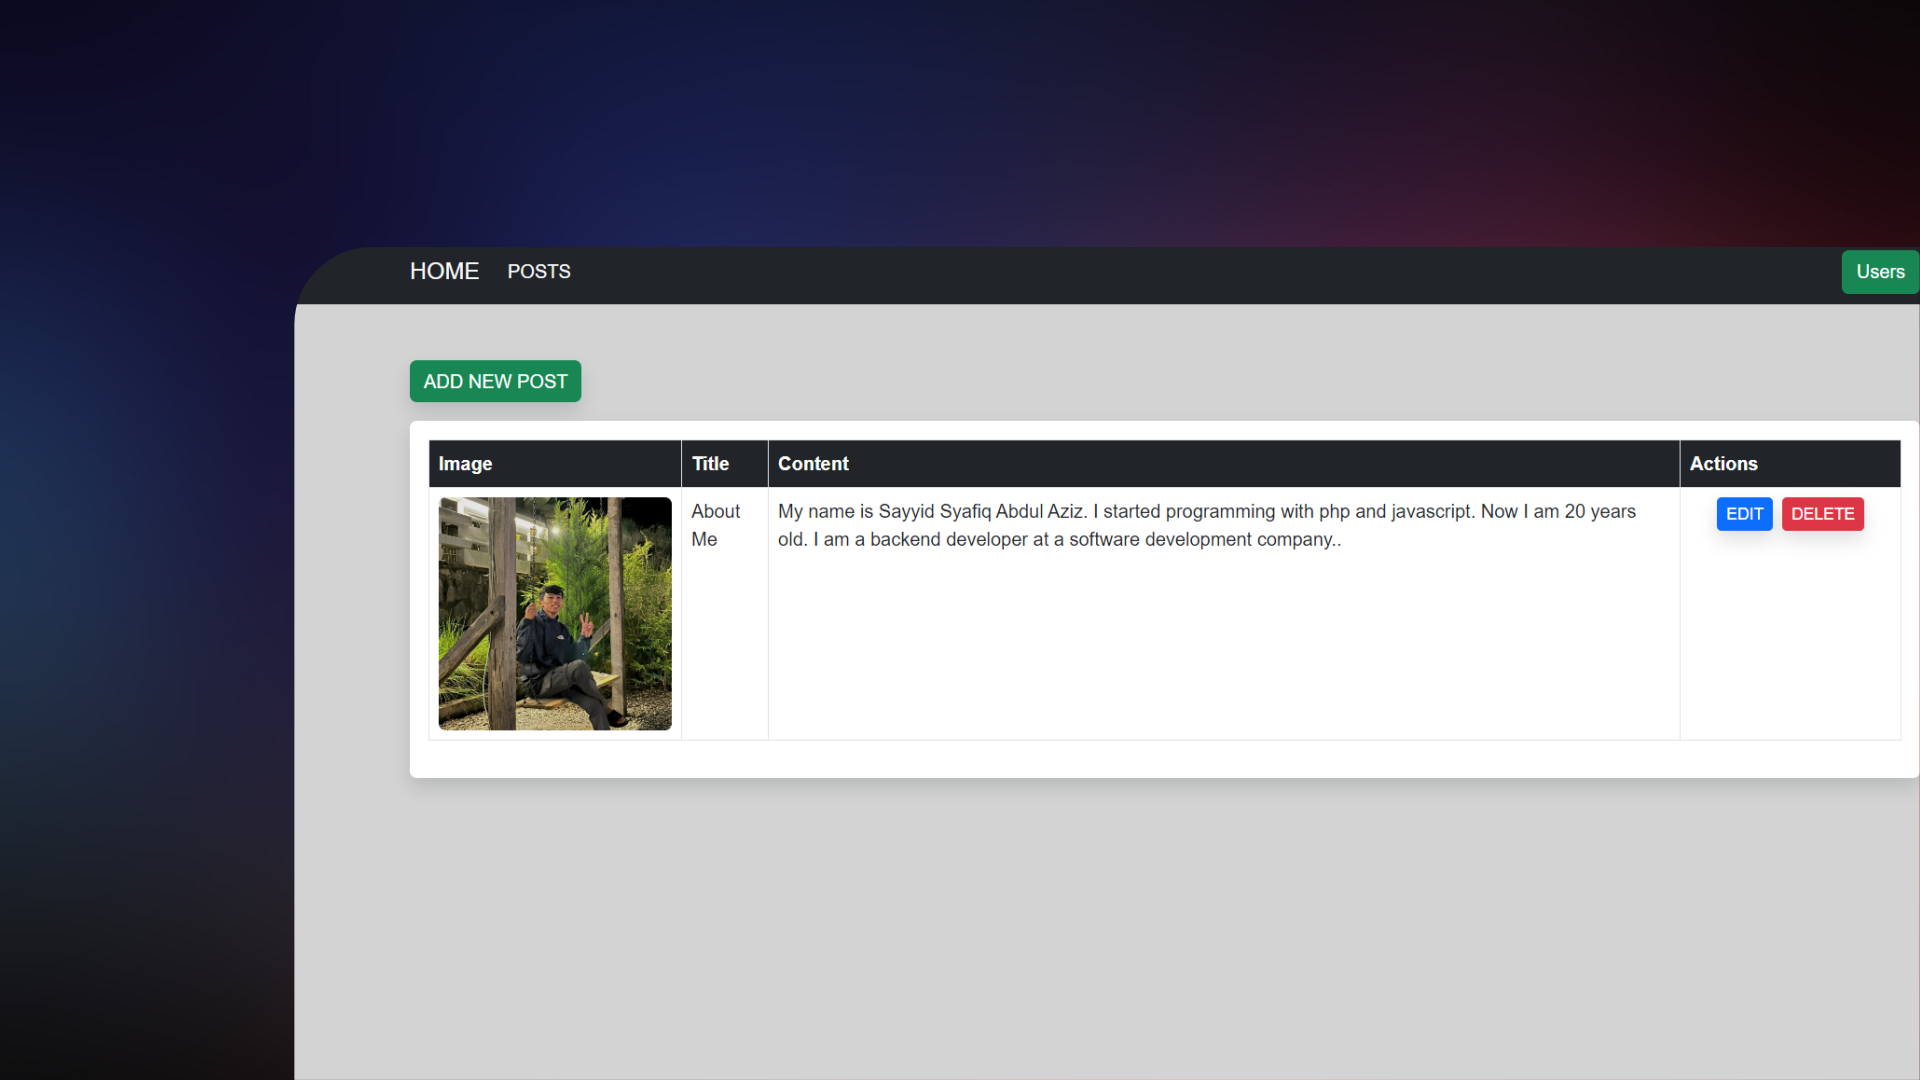 HOME POSTS Users
ADD NEW POST
Image Title Content Actions
About
Me
My name is Sayyid Syafiq Abdul Aziz. I started programming with php and javascript. Now I am 20 years
old. I am a backend developer at a software development company..
EDIT DELETE